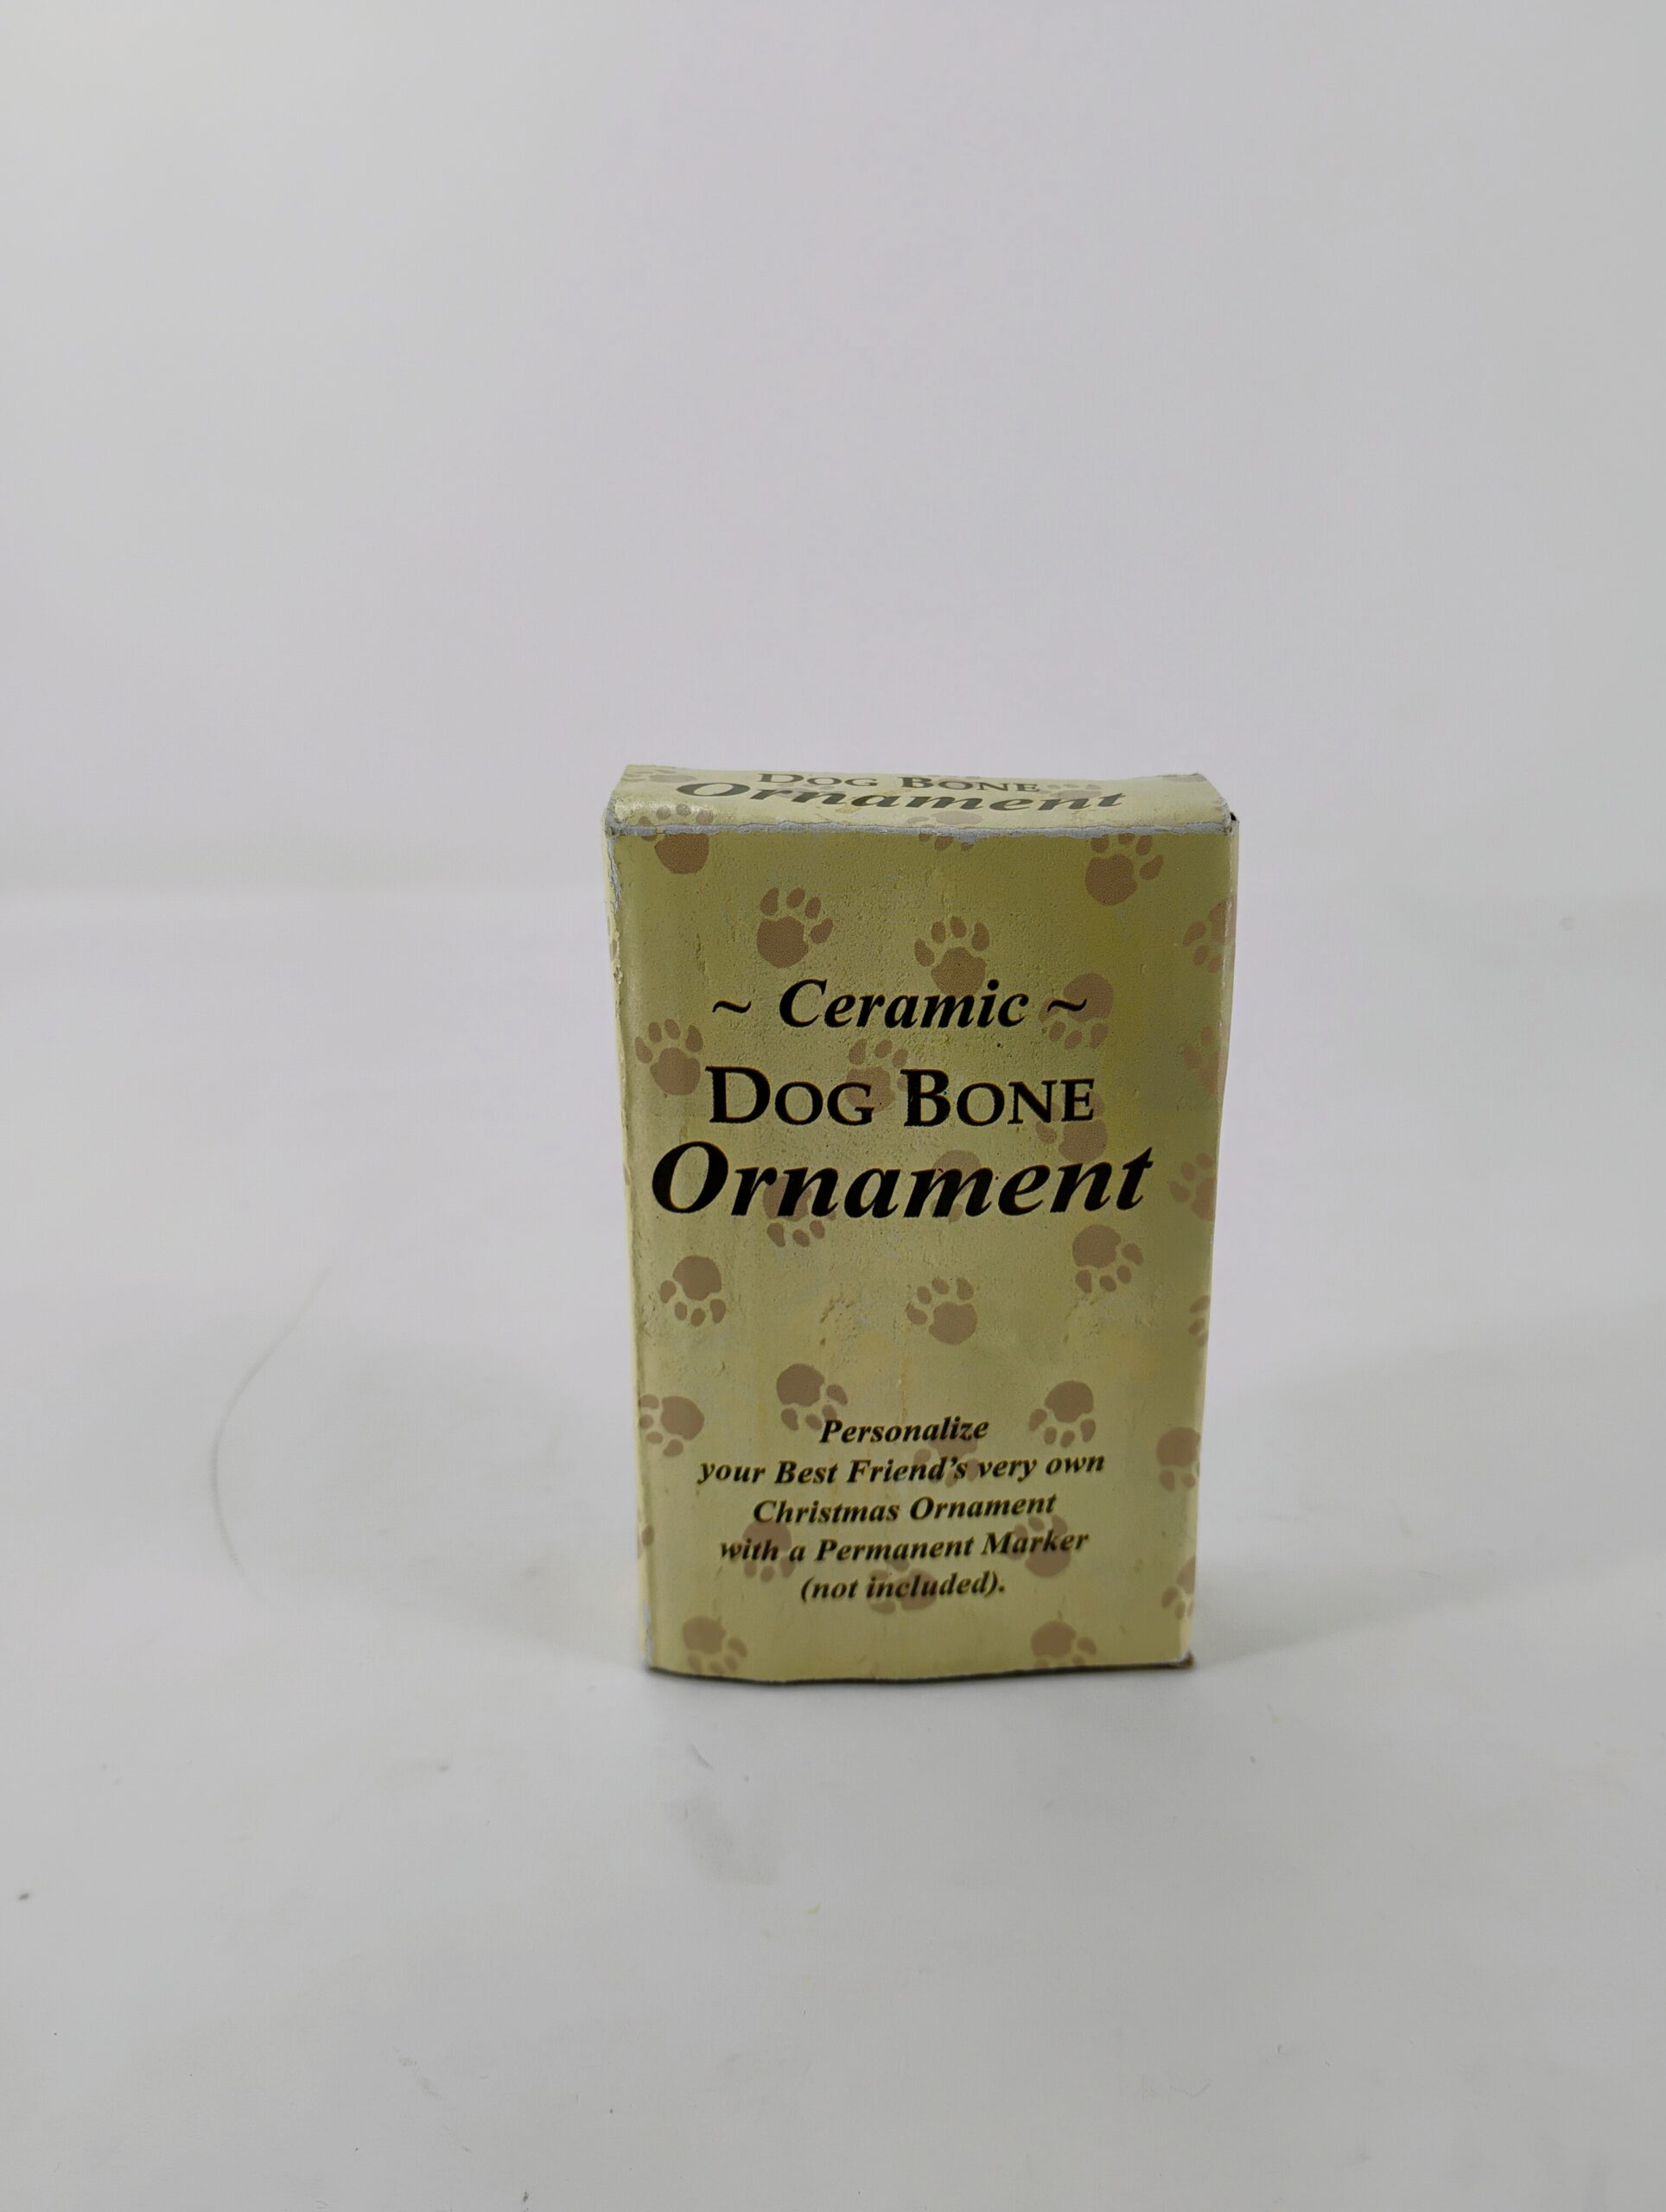 DOG BONE
Ornament
~ Ceramic ~
DOG BONE
Ornament
Personalize
your Best Friend's very own
Christmas Ornament
with a Permanent Marker
(not included).